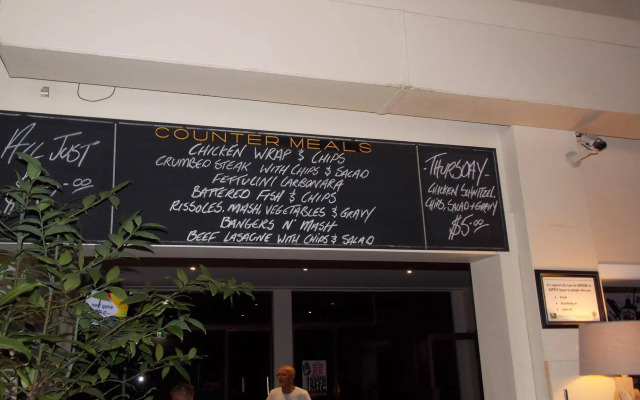 All Just
-.00
COUNTER MEALS
CHICKEN WRAP & CHIPS
CRUMBED STEAK WITH CHIPS & SALAD
FETTUCINI CARBONARA
BATTERED FISH & CHIPS
RISSOLES, MASH, VEGETABLES & GRAVY
BANGERS N' MASH
BEEF LASAGNE WITH CHIPS & SALAD
THURSDAY-
CHICKEN SCHNITZEL
CHIPS, SALAD + GRAVY
$5.00